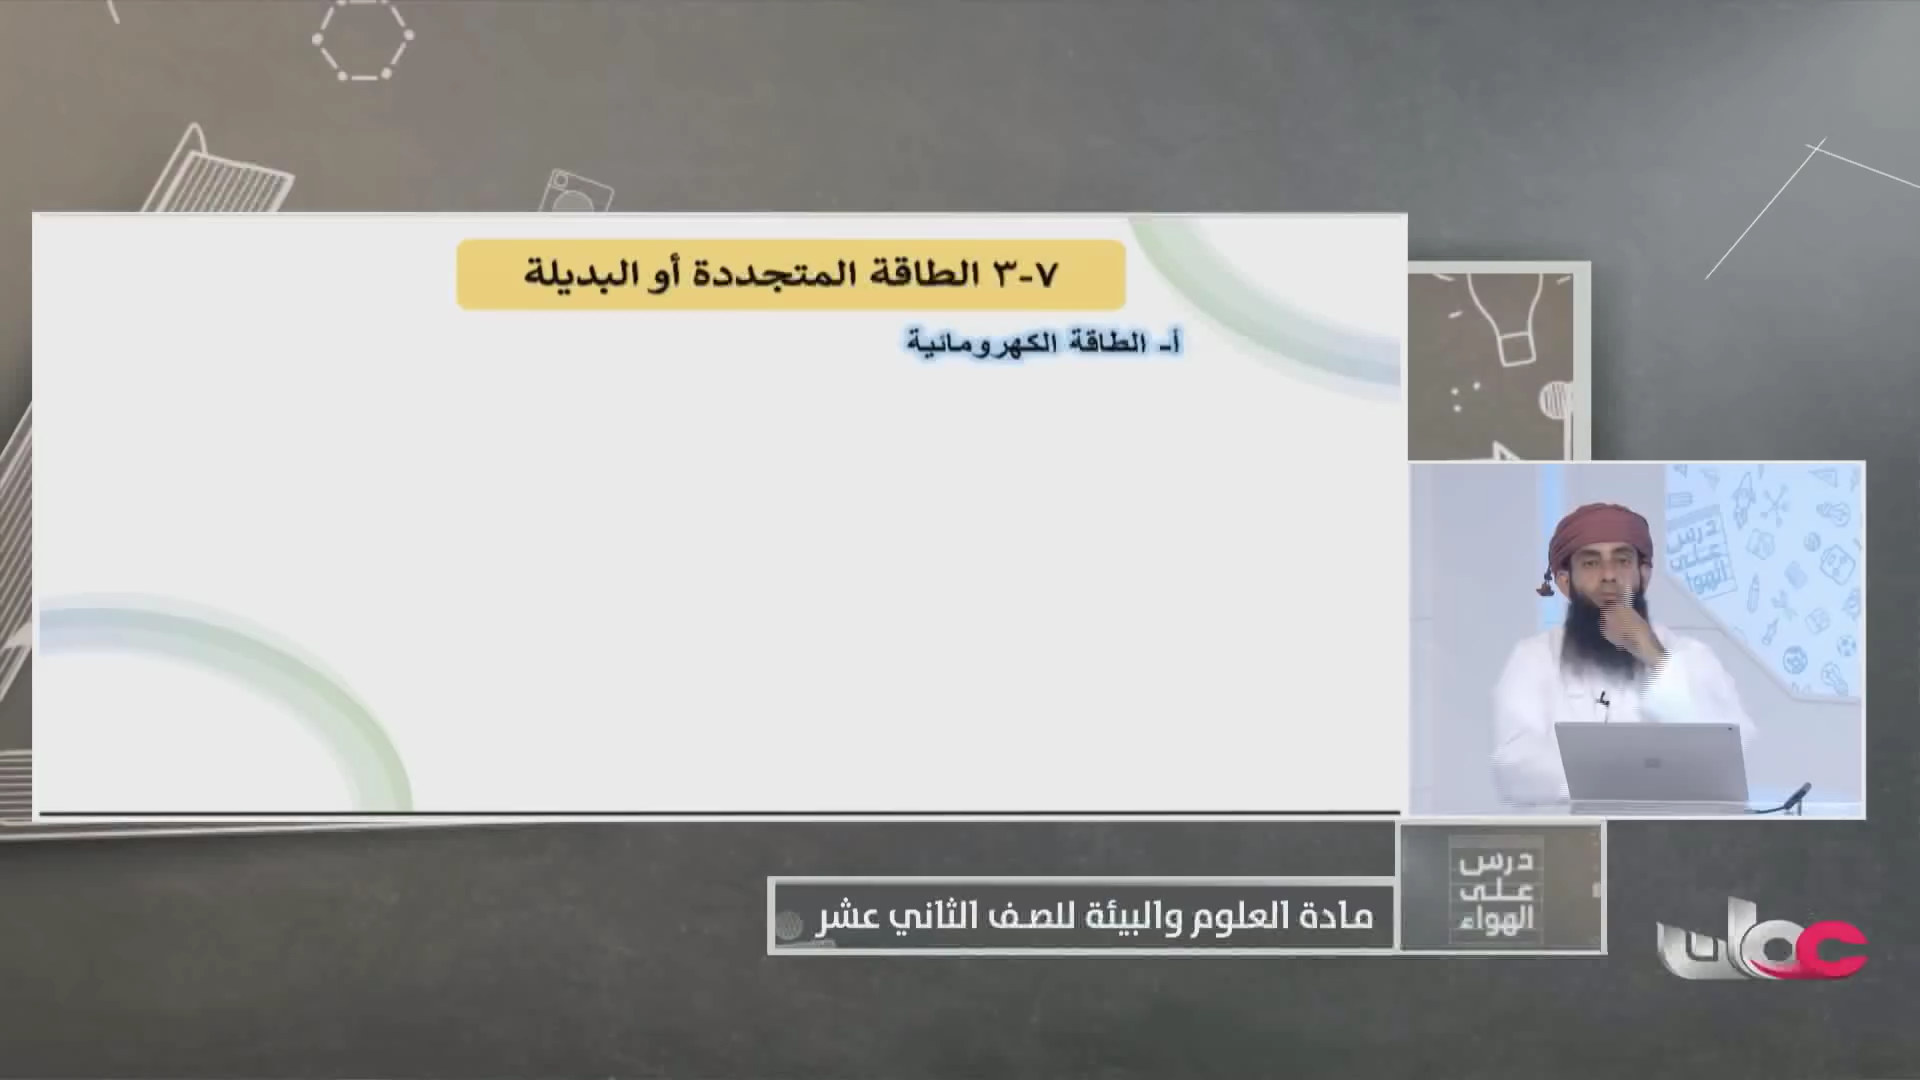 ٧-٣ الطاقة المتجددة أو البديلة
أ- الطاقة الكهرومائية
درس
على
الهواء
مادة العلوم والبيئة للصف الثاني عشر
درس
على
الهواء
عمان